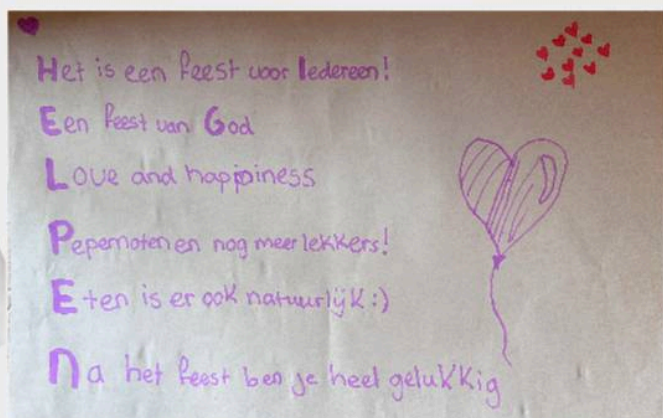 Het is een feest voor Iedereen!
Een feest van God
Love and happiness
Pepernoten en nog meer lekkers!
Eten is er ook natuurlijk :)
Na het feest ben je heel gelukkig